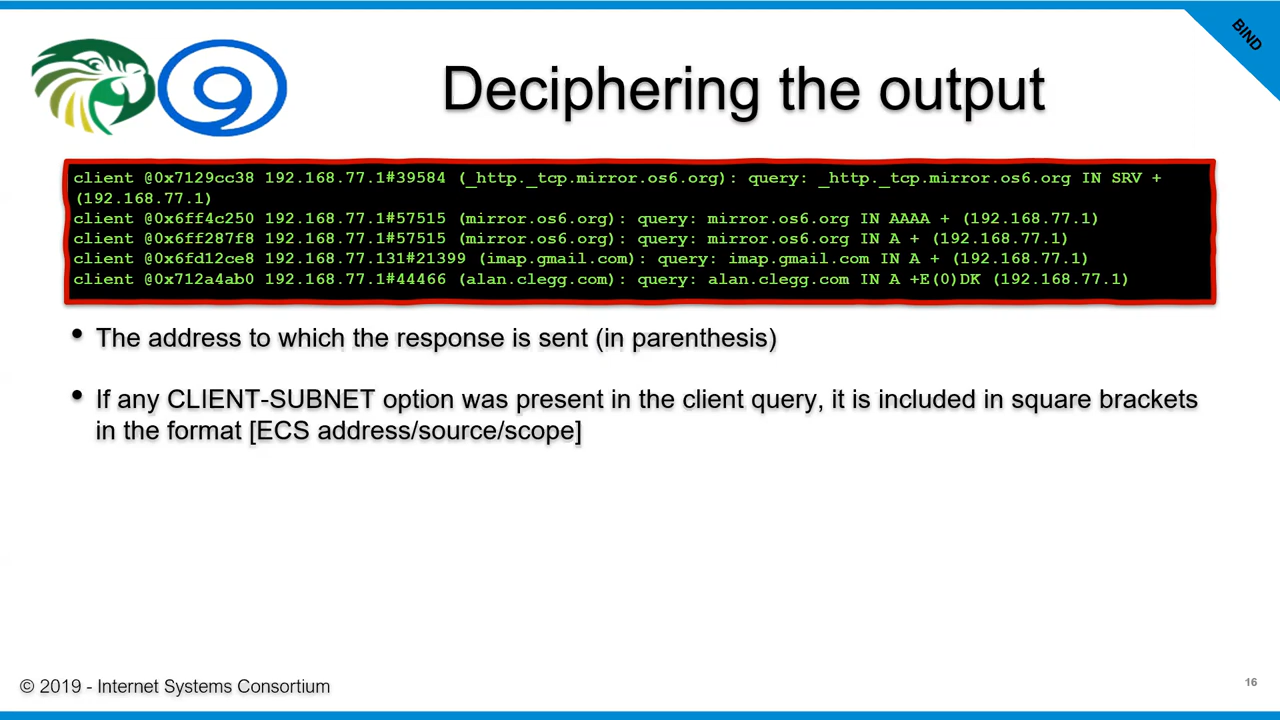 BIND
9
Deciphering the output
client @0x7129cc38 192.168.77.1#39584 (_http._tcp.mirror.os6.org): query: _http._tcp.mirror.os6.org IN SRV +
(192.168.77.1)
client @0x6ff4c250 192.168.77.1#57515 (mirror.os6.org): query: mirror.os6.org IN AAAA + (192.168.77.1)
client @0x6ff287f8 192.168.77.1#57515 (mirror.os6.org): query: mirror.os6.org IN A + (192.168.77.1)
client @0x6fd12ce8 192.168.77.131#21399 (imap.gmail.com): query: imap.gmail.com IN A + (192.168.77.1)
client @0x712a4ab0 192.168.77.1#44466 (alan.clegg.com): query: alan.clegg.com IN A +E(0)DK (192.168.77.1)
• The address to which the response is sent (in parenthesis)
• If any CLIENT-SUBNET option was present in the client query, it is included in square brackets
in the format [ECS address/source/scope]
© 2019 - Internet Systems Consortium
16